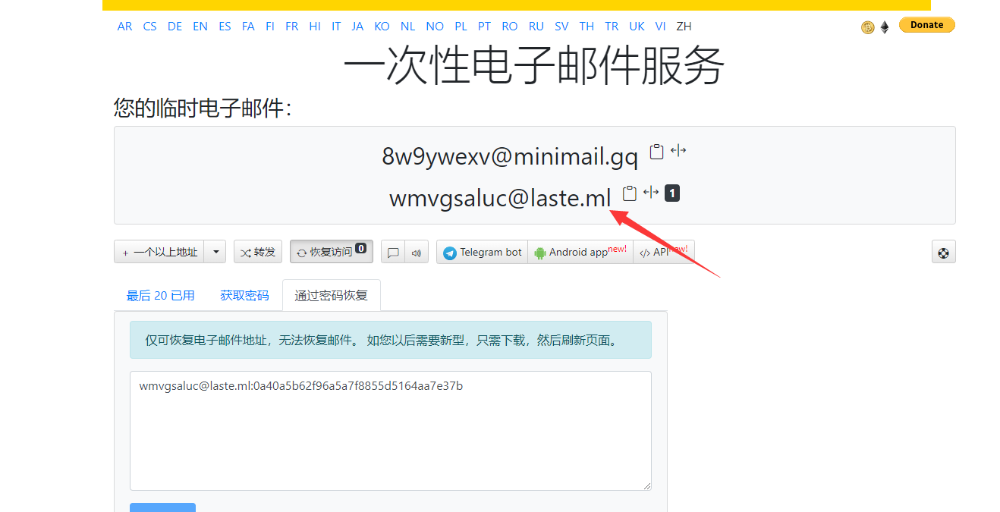 AR CS DE EN ES FA FI FR HI IT JA KO NL NO PL PT RO RU SV TH TR UK VI ZH Donate
一次性电子邮件服务
您的临时电子邮件：
8w9ywexv@minimail.gq
wmvgsaluc@laste.ml 1
+ 一个以上地址 转发 恢复访问 0 Telegram bot Android app new! </> API new!
最后 20 已用 获取密码 通过密码恢复
仅可恢复电子邮件地址，无法恢复邮件。 如您以后需要新型，只需下载，然后刷新页面。
wmvgsaluc@laste.ml:0a40a5b62f96a5a7f8855d5164aa7e37b